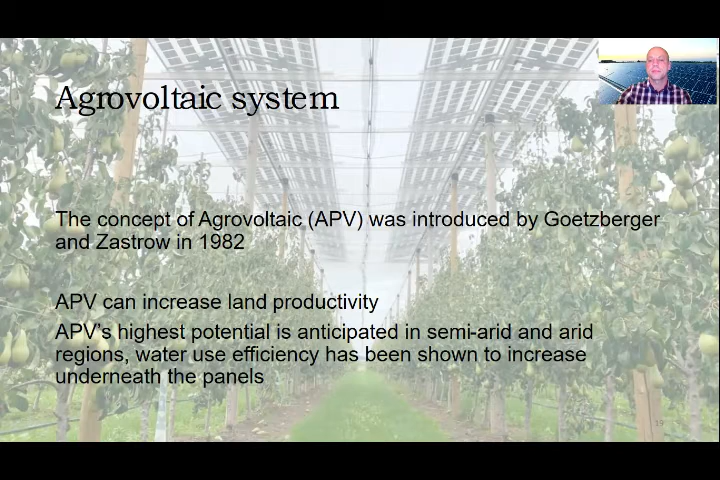 Agrovoltaic system
The concept of Agrovoltaic (APV) was introduced by Goetzberger
and Zastrow in 1982
APV can increase land productivity
APV's highest potential is anticipated in semi-arid and arid
regions, water use efficiency has been shown to increase
underneath the panels
19